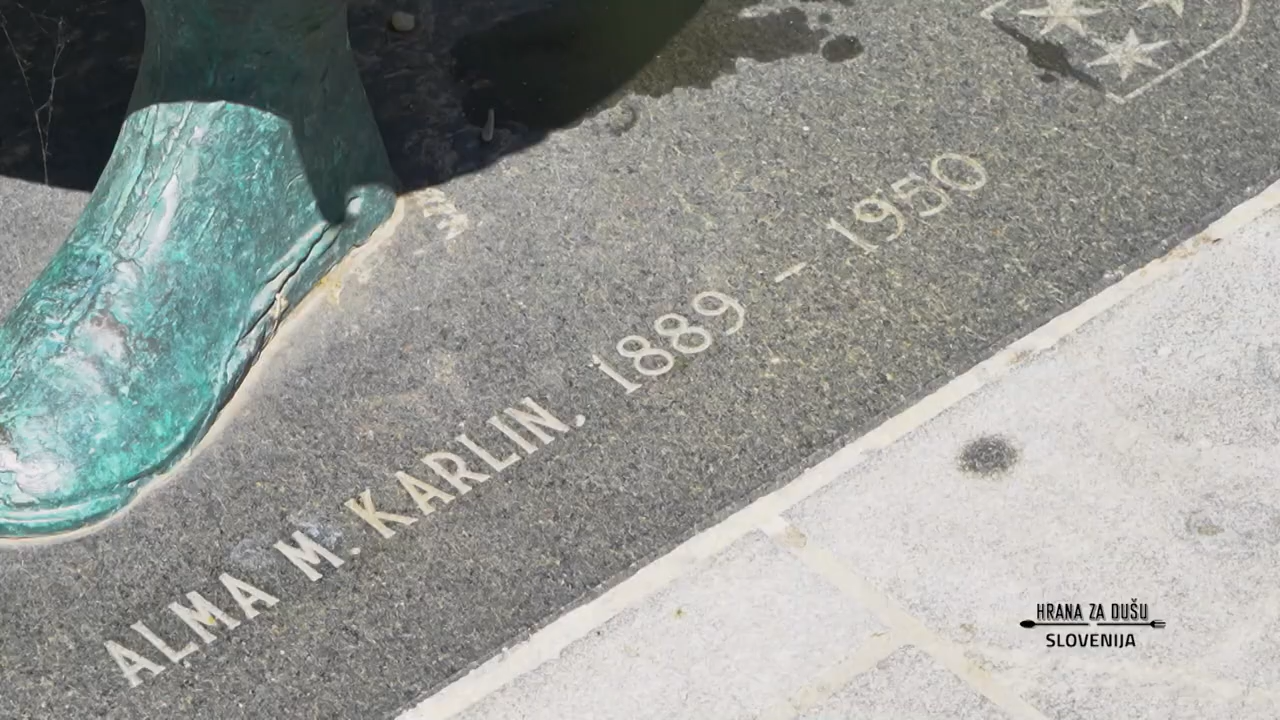 ALMA M. KARLIN, 1889 – 1950
HRANA ZA DUŠU
SLOVENIJA